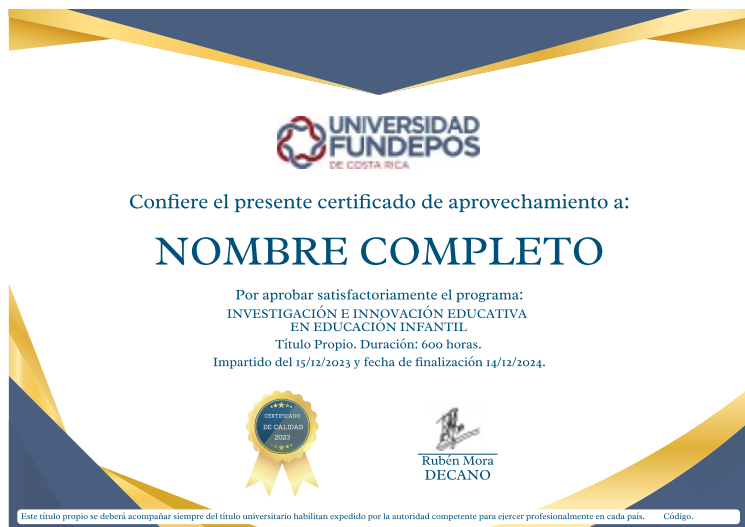 UNIVERSIDAD
FUNDEPOS
DE COSTA RICA
Confiere el presente certificado de aprovechamiento a:
NOMBRE COMPLETO
Por aprobar satisfactoriamente el programa:
INVESTIGACIÓN E INNOVACIÓN EDUCATIVA
EN EDUCACIÓN INFANTIL
Título Propio. Duración: 600 horas.
Impartido del 15/12/2023 y fecha de finalización 14/12/2024.
CERTIFICADO
DE CALIDAD
2023
Rubén Mora
DECANO
Este título propio se deberá acompañar siempre del título universitario habilitan expedido por la autoridad competente para ejercer profesionalmente en cada país. Código.